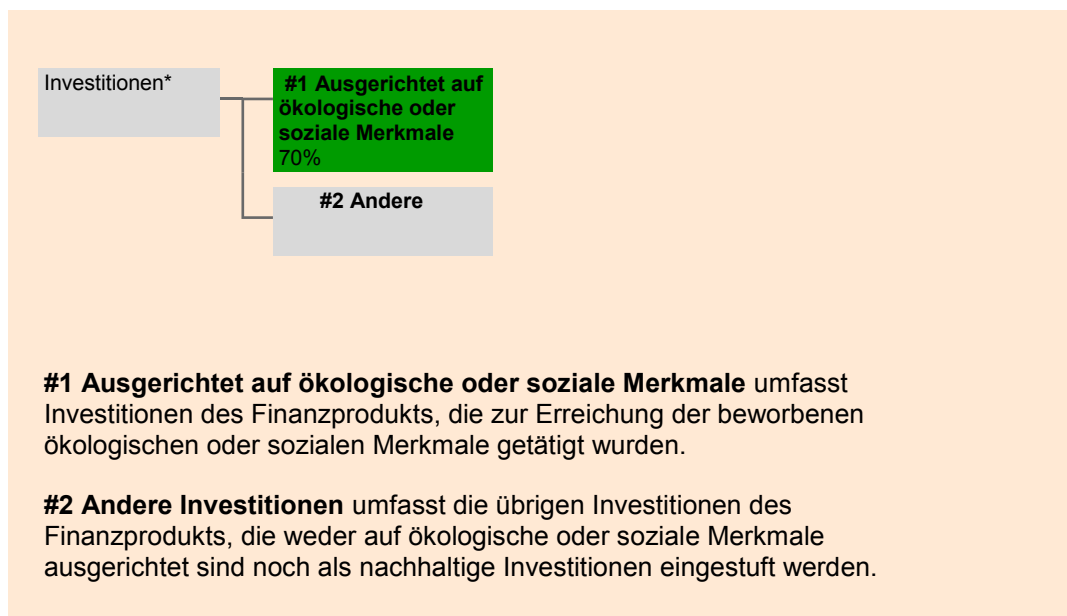 Investitionen*
#1 Ausgerichtet auf
ökologische oder
soziale Merkmale
70%
#2 Andere
#1 Ausgerichtet auf ökologische oder soziale Merkmale umfasst
Investitionen des Finanzprodukts, die zur Erreichung der beworbenen
ökologischen oder sozialen Merkmale getätigt wurden.
#2 Andere Investitionen umfasst die übrigen Investitionen des
Finanzprodukts, die weder auf ökologische oder soziale Merkmale
ausgerichtet sind noch als nachhaltige Investitionen eingestuft werden.